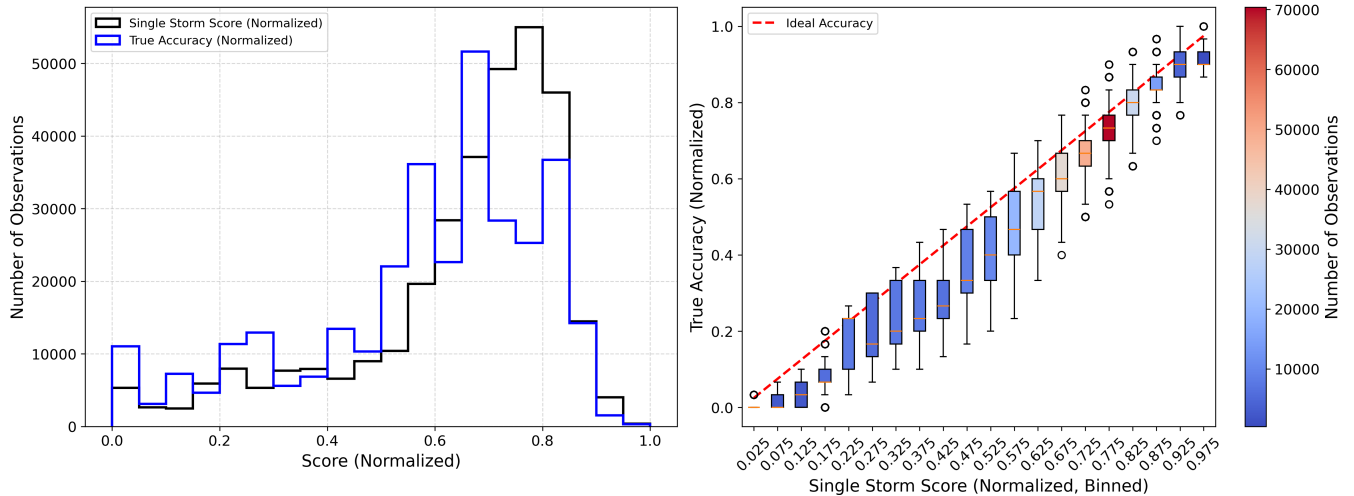 Single Storm Score (Normalized)
True Accuracy (Normalized)
50000
40000
30000
20000
10000
0
Number of Observations
0.0 0.2 0.4 0.6 0.8 1.0
Score (Normalized)
Ideal Accuracy
1.0
0.8
0.6
0.4
0.2
0.0
True Accuracy (Normalized)
0.025 0.075 0.125 0.175 0.225 0.275 0.325 0.375 0.425 0.475 0.525 0.575 0.625 0.675 0.725 0.775 0.825 0.875 0.925 0.975
Single Storm Score (Normalized, Binned)
70000
60000
50000
40000
30000
20000
10000
Number of Observations